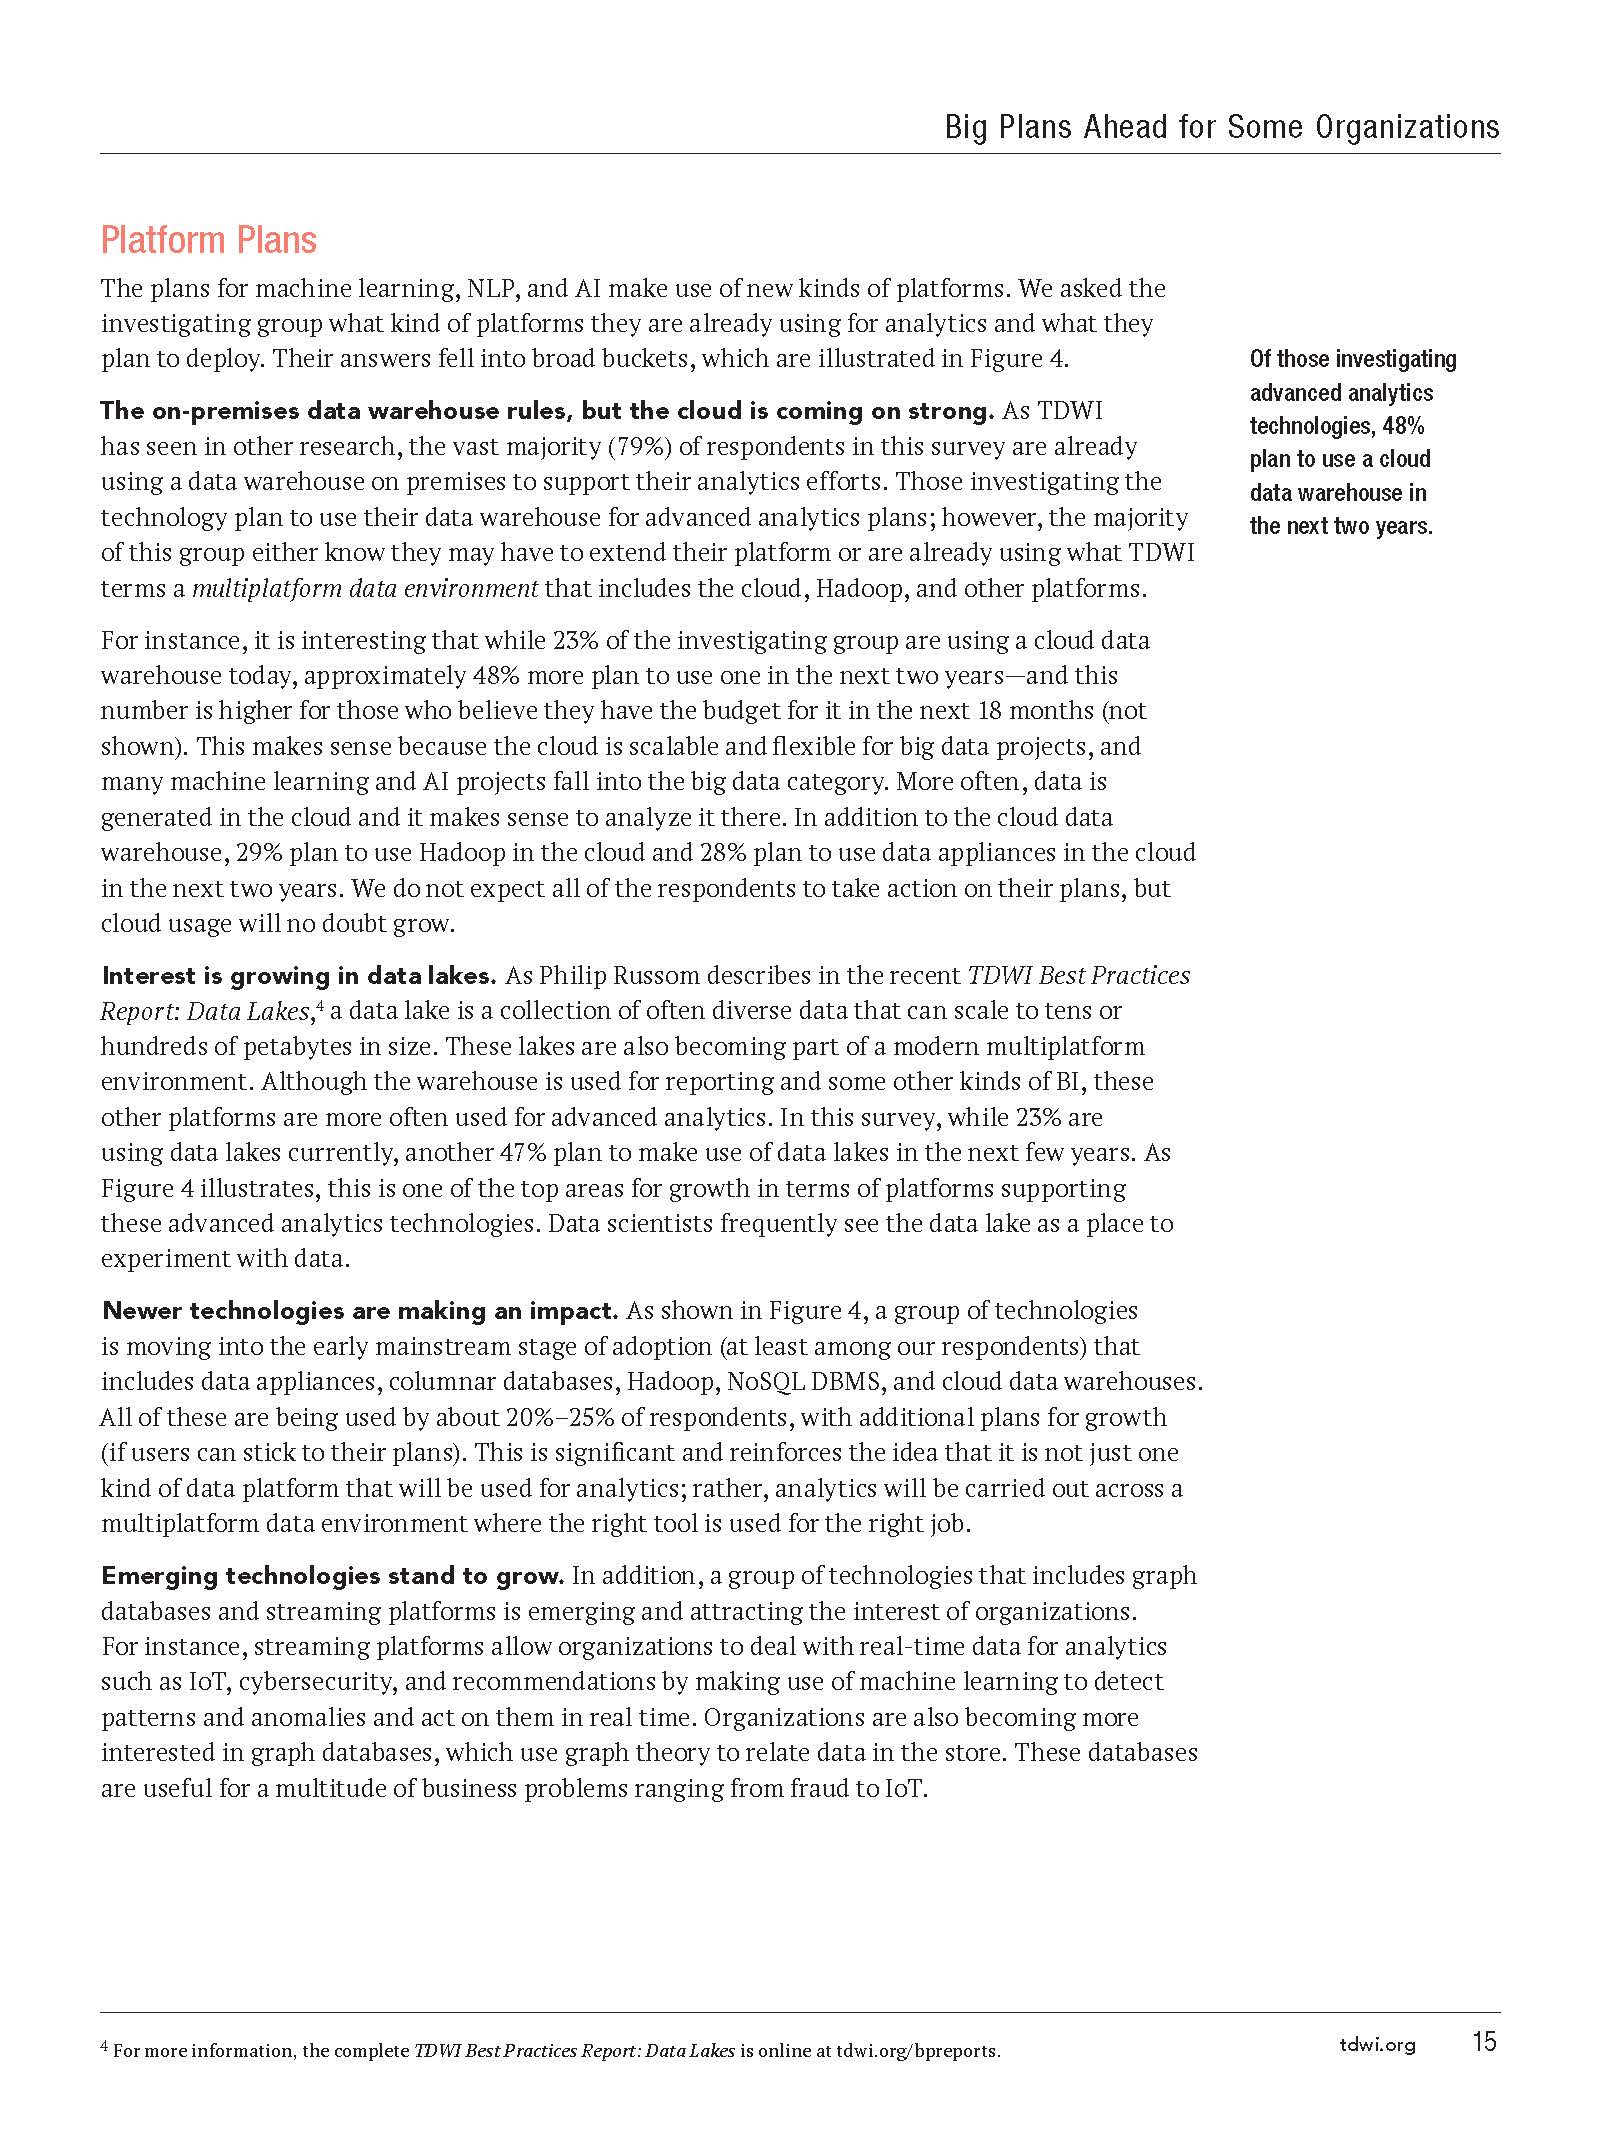 Big Plans Ahead for Some Organizations
Platform Plans
The plans for machine learning, NLP, and AI make use of new kinds of platforms. We asked the
investigating group what kind of platforms they are already using for analytics and what they
plan to deploy. Their answers fell into broad buckets, which are illustrated in Figure 4.
The on-premises data warehouse rules, but the cloud is coming on strong. As TDWI
has seen in other research, the vast majority (79%) of respondents in this survey are already
using a data warehouse on premises to support their analytics efforts. Those investigating the
technology plan to use their data warehouse for advanced analytics plans; however, the majority
of this group either know they may have to extend their platform or are already using what TDWI
terms a multiplatform data environment that includes the cloud, Hadoop, and other platforms.
For instance, it is interesting that while 23% of the investigating group are using a cloud data
warehouse today, approximately 48% more plan to use one in the next two years—and this
number is higher for those who believe they have the budget for it in the next 18 months (not
shown). This makes sense because the cloud is scalable and flexible for big data projects, and
many machine learning and AI projects fall into the big data category. More often, data is
generated in the cloud and it makes sense to analyze it there. In addition to the cloud data
warehouse, 29% plan to use Hadoop in the cloud and 28% plan to use data appliances in the cloud
in the next two years. We do not expect all of the respondents to take action on their plans, but
cloud usage will no doubt grow.
Interest is growing in data lakes. As Philip Russom describes in the recent TDWI Best Practices
Report: Data Lakes,⁴ a data lake is a collection of often diverse data that can scale to tens or
hundreds of petabytes in size. These lakes are also becoming part of a modern multiplatform
environment. Although the warehouse is used for reporting and some other kinds of BI, these
other platforms are more often used for advanced analytics. In this survey, while 23% are
using data lakes currently, another 47% plan to make use of data lakes in the next few years. As
Figure 4 illustrates, this is one of the top areas for growth in terms of platforms supporting
these advanced analytics technologies. Data scientists frequently see the data lake as a place to
experiment with data.
Newer technologies are making an impact. As shown in Figure 4, a group of technologies
is moving into the early mainstream stage of adoption (at least among our respondents) that
includes data appliances, columnar databases, Hadoop, NoSQL DBMS, and cloud data warehouses.
All of these are being used by about 20%–25% of respondents, with additional plans for growth
(if users can stick to their plans). This is significant and reinforces the idea that it is not just one
kind of data platform that will be used for analytics; rather, analytics will be carried out across a
multiplatform data environment where the right tool is used for the right job.
Emerging technologies stand to grow. In addition, a group of technologies that includes graph
databases and streaming platforms is emerging and attracting the interest of organizations.
For instance, streaming platforms allow organizations to deal with real-time data for analytics
such as IoT, cybersecurity, and recommendations by making use of machine learning to detect
patterns and anomalies and act on them in real time. Organizations are also becoming more
interested in graph databases, which use graph theory to relate data in the store. These databases
are useful for a multitude of business problems ranging from fraud to IoT.
Of those investigating
advanced analytics
technologies, 48%
plan to use a cloud
data warehouse in
the next two years.
⁴ For more information, the complete TDWI Best Practices Report: Data Lakes is online at tdwi.org/bpreports.
tdwi.org 15